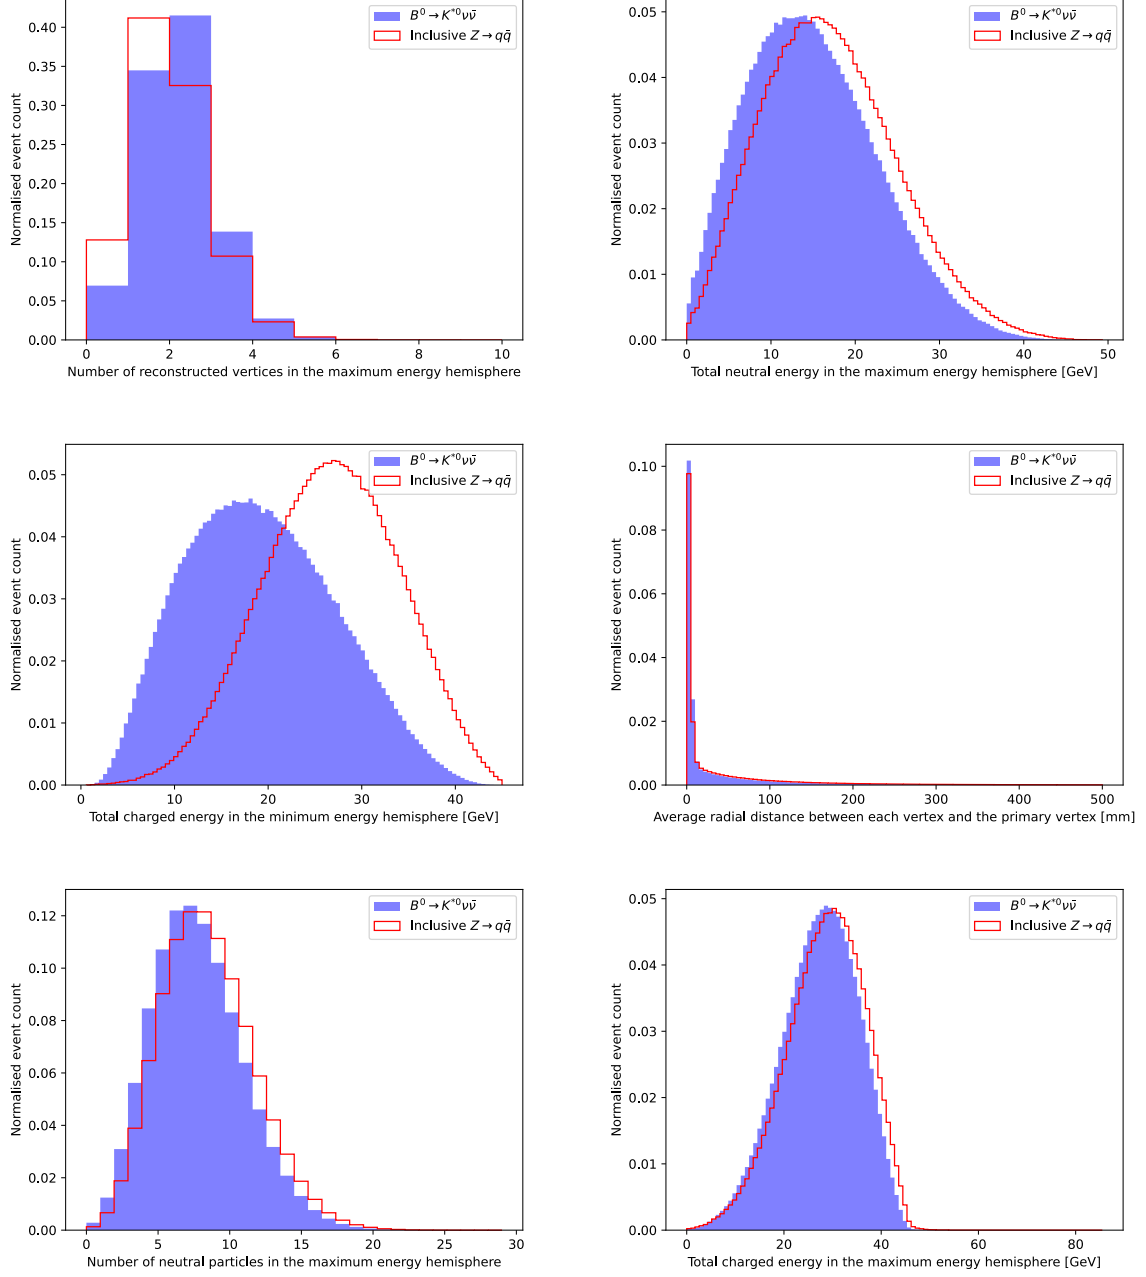 0.40
0.35
0.30
0.25
0.20
0.15
0.10
0.05
0.00
Normalised event count
B⁰ → K*⁰νν̄
Inclusive Z → qq̄
0 2 4 6 8 10
Number of reconstructed vertices in the maximum energy hemisphere
0.05
0.04
0.03
0.02
0.01
0.00
Normalised event count
B⁰ → K*⁰νν̄
Inclusive Z → qq̄
0 10 20 30 40 50
Total neutral energy in the maximum energy hemisphere [GeV]
0.05
0.04
0.03
0.02
0.01
0.00
Normalised event count
B⁰ → K*⁰νν̄
Inclusive Z → qq̄
0 10 20 30 40
Total charged energy in the minimum energy hemisphere [GeV]
0.10
0.08
0.06
0.04
0.02
0.00
Normalised event count
B⁰ → K*⁰νν̄
Inclusive Z → qq̄
0 100 200 300 400 500
Average radial distance between each vertex and the primary vertex [mm]
0.12
0.10
0.08
0.06
0.04
0.02
0.00
Normalised event count
B⁰ → K*⁰νν̄
Inclusive Z → qq̄
0 5 10 15 20 25 30
Number of neutral particles in the maximum energy hemisphere
0.05
0.04
0.03
0.02
0.01
0.00
Normalised event count
B⁰ → K*⁰νν̄
Inclusive Z → qq̄
0 20 40 60 80
Total charged energy in the maximum energy hemisphere [GeV]